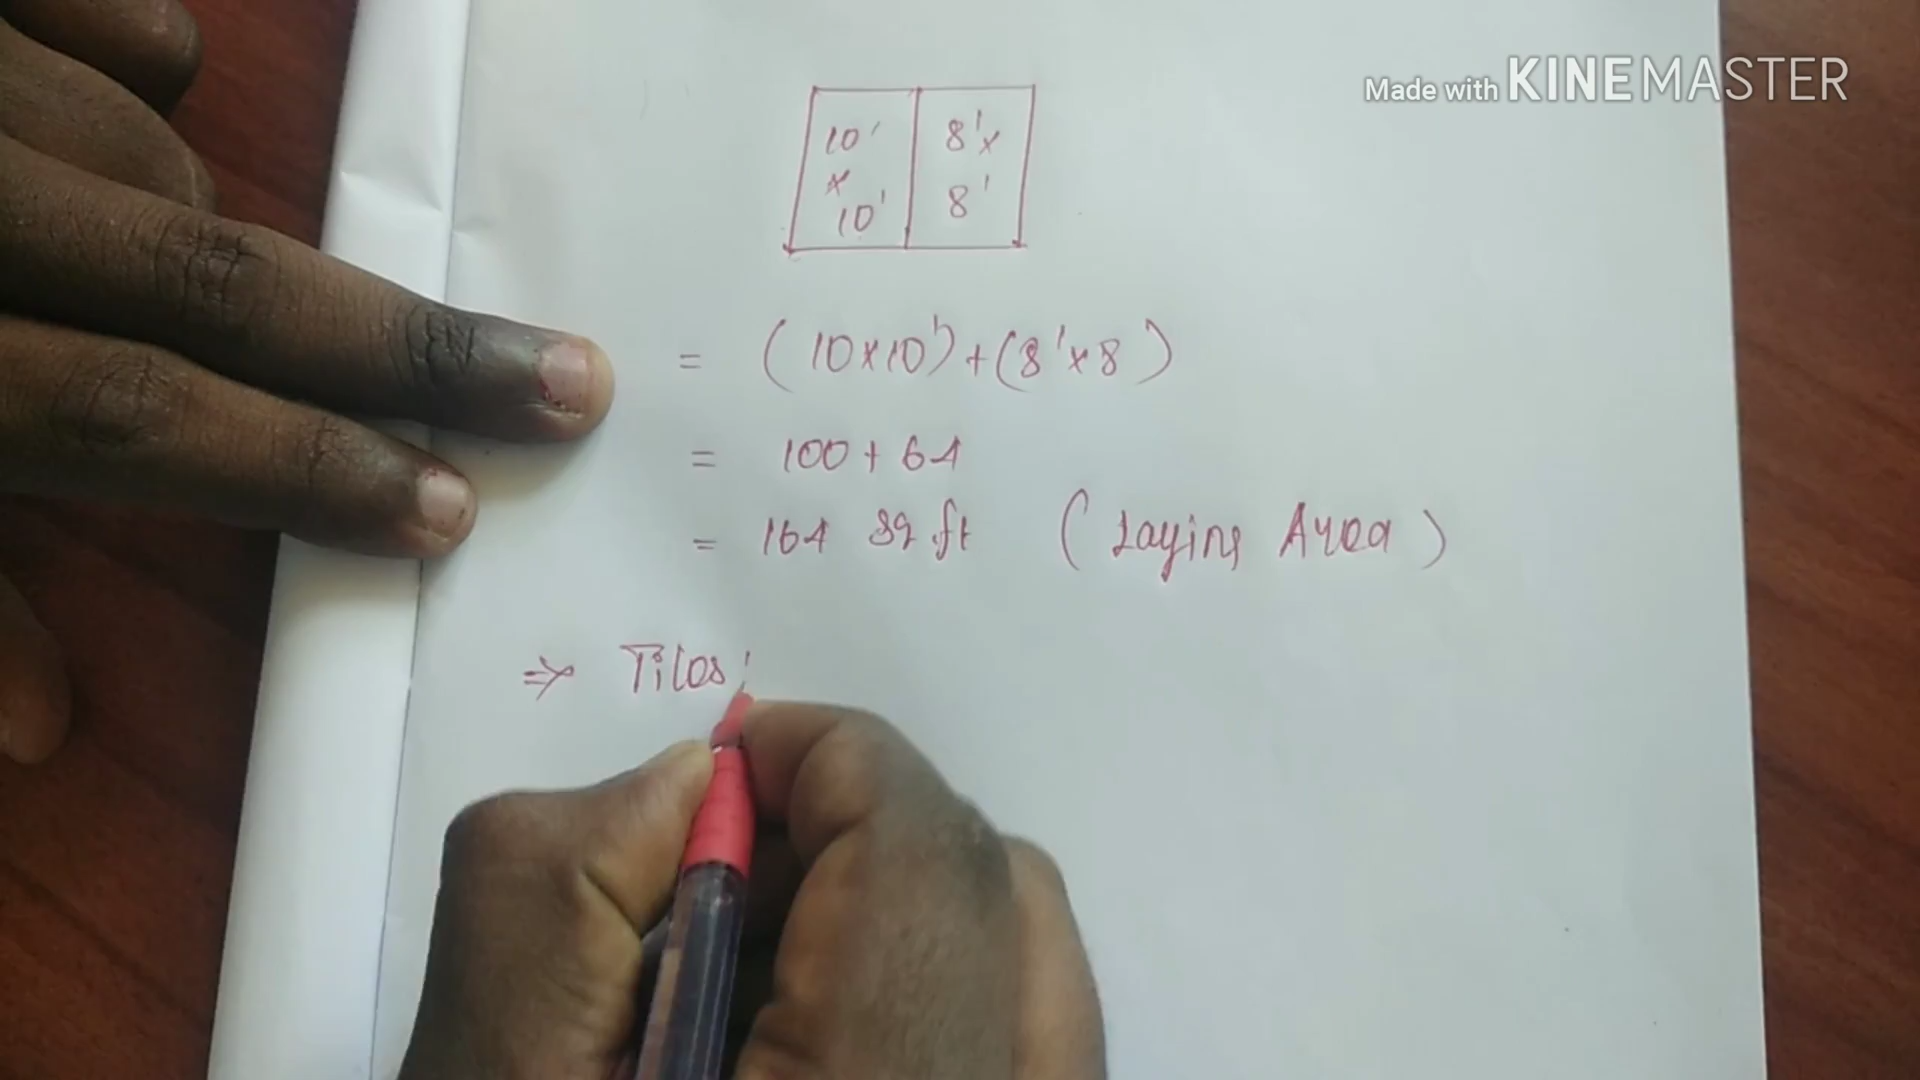 Made with KINEMASTER
10' 8'x
x
10' 8'
= (10x10')+(8'x8)
= 100+64
= 164 sq.ft (Laying Area)
⇒ Tiles: